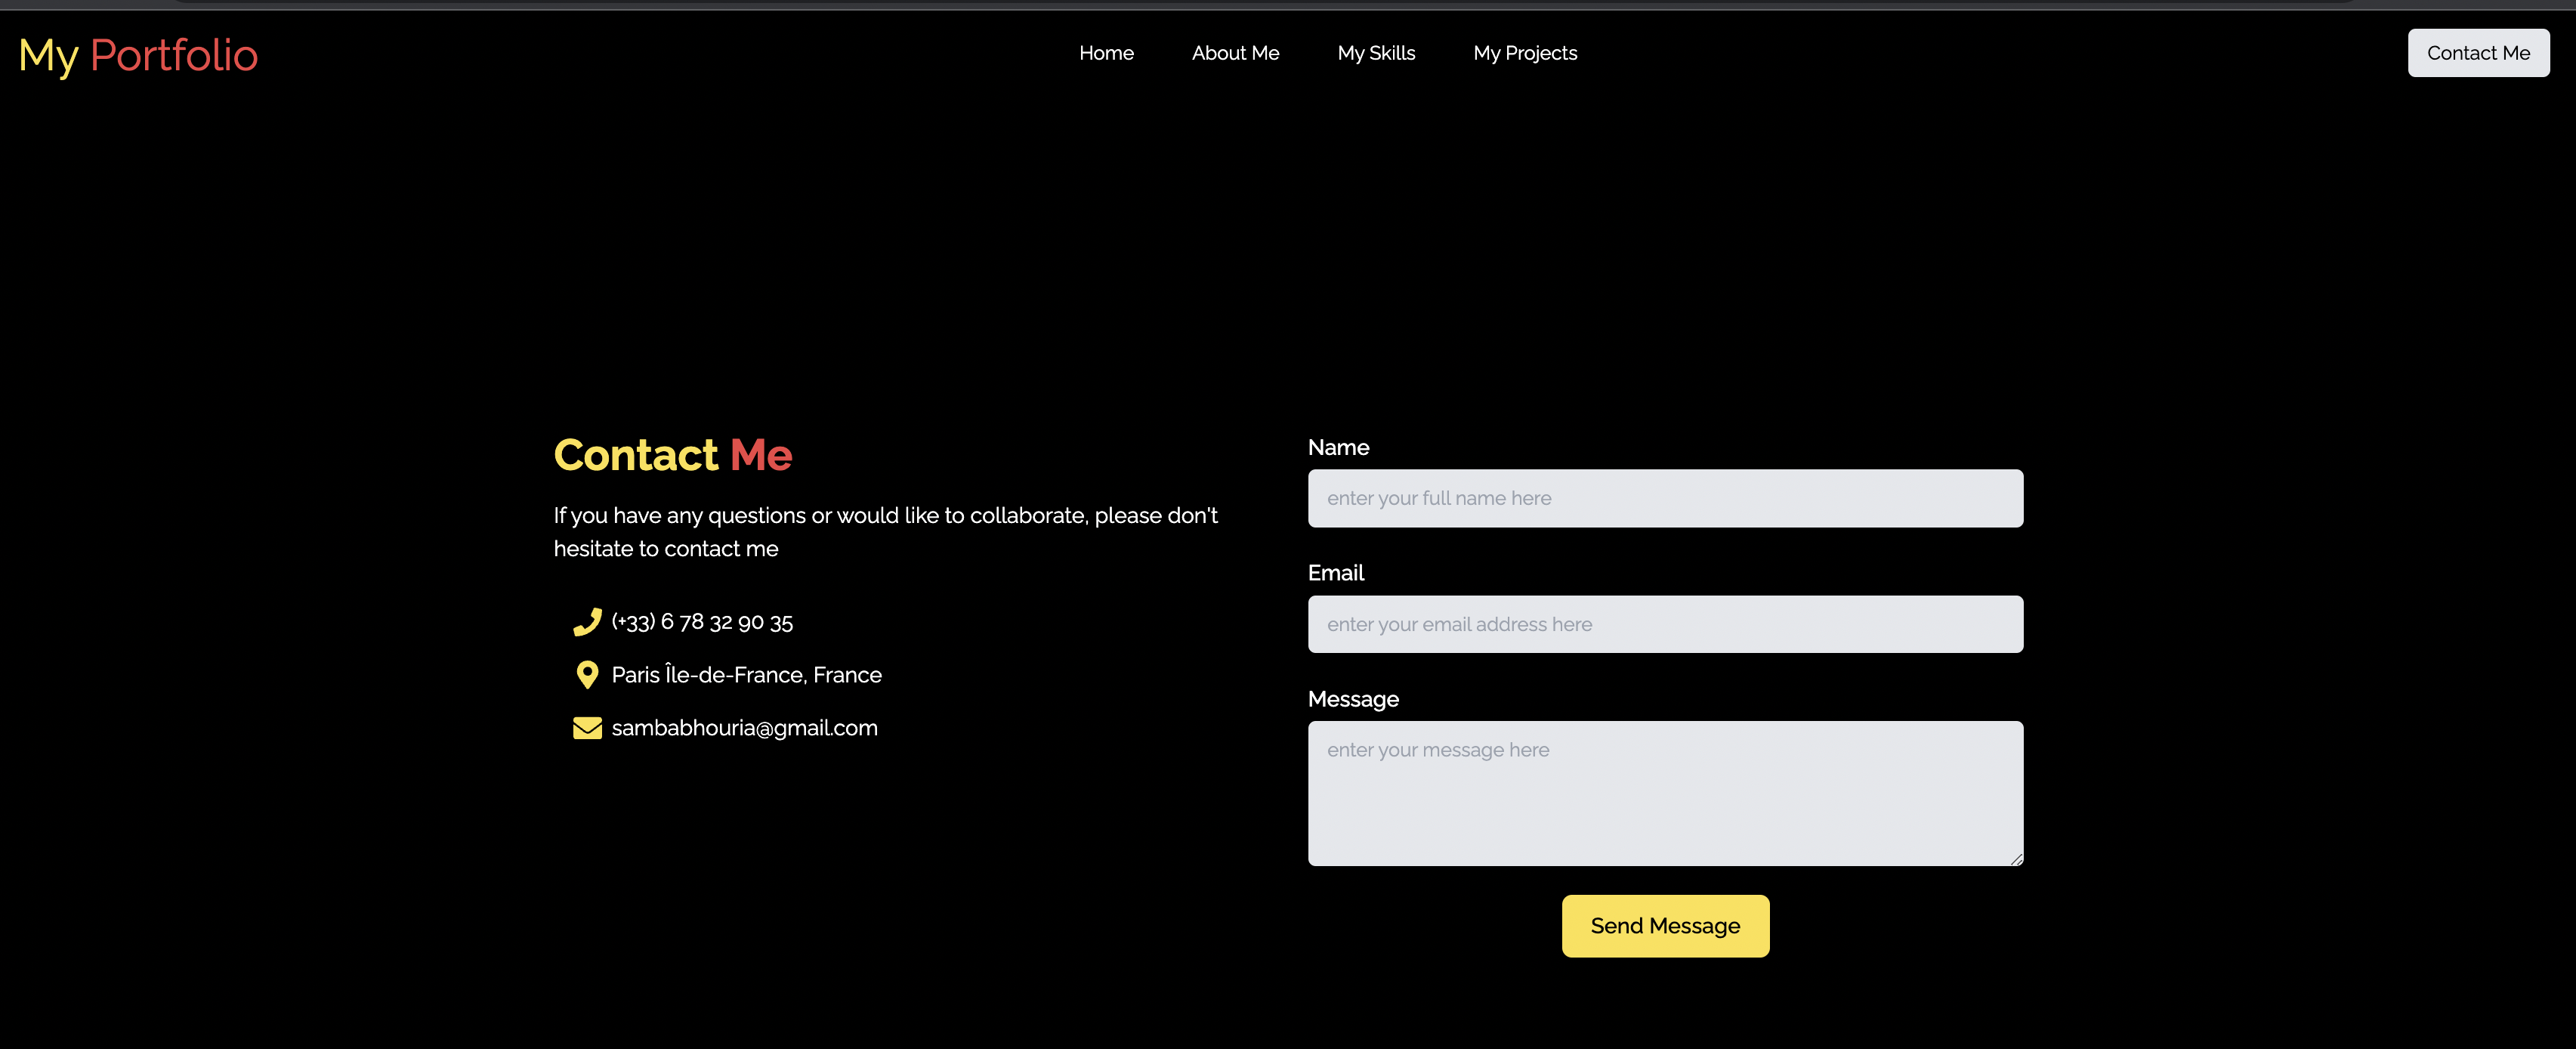 My Portfolio
Home
About Me
My Skills
My Projects
Contact Me
Contact Me
If you have any questions or would like to collaborate, please don't
hesitate to contact me
(+33) 6 78 32 90 35
Paris Île-de-France, France
sambabhouria@gmail.com
Name
enter your full name here
Email
enter your email address here
Message
enter your message here
Send Message